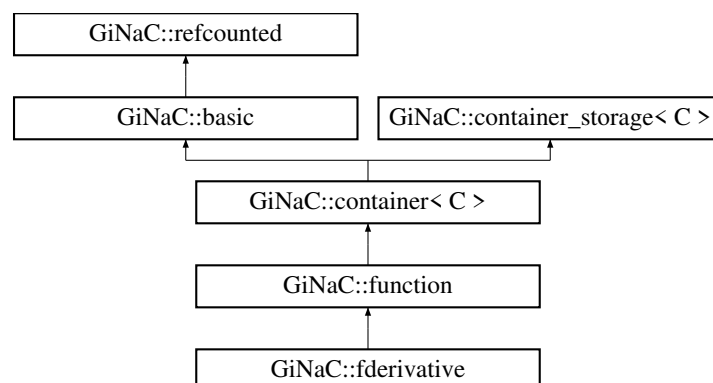 GiNaC::refcounted
GiNaC::basic
GiNaC::container_storage< C >
GiNaC::container< C >
GiNaC::function
GiNaC::fderivative